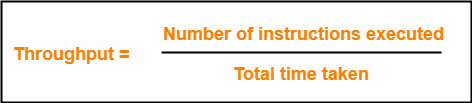 Number of instructions executed
Throughput =
Total time taken